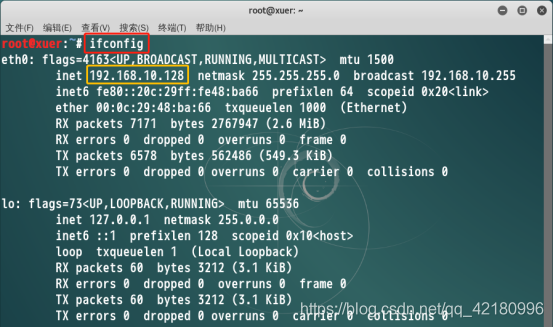 root@xuer: ~
文件(F) 编辑(E) 查看(V) 搜索(S) 终端(T) 帮助(H)
root@xuer:~# ifconfig
eth0: flags=4163<UP,BROADCAST,RUNNING,MULTICAST> mtu 1500
inet 192.168.10.128 netmask 255.255.255.0 broadcast 192.168.10.255
inet6 fe80::20c:29ff:fe48:ba66 prefixlen 64 scopeid 0x20<link>
ether 00:0c:29:48:ba:66 txqueuelen 1000 (Ethernet)
RX packets 7171 bytes 2767947 (2.6 MiB)
RX errors 0 dropped 0 overruns 0 frame 0
TX packets 6578 bytes 562486 (549.3 KiB)
TX errors 0 dropped 0 overruns 0 carrier 0 collisions 0
lo: flags=73<UP,LOOPBACK,RUNNING> mtu 65536
inet 127.0.0.1 netmask 255.0.0.0
inet6 ::1 prefixlen 128 scopeid 0x10<host>
loop txqueuelen 1 (Local Loopback)
RX packets 60 bytes 3212 (3.1 KiB)
RX errors 0 dropped 0 overruns 0 frame 0
TX packets 60 bytes 3212 (3.1 KiB)
TX errors 0 dropped 0 overruns 0 carrier 0 collisions 0
https://blog.csdn.net/qq_42180996